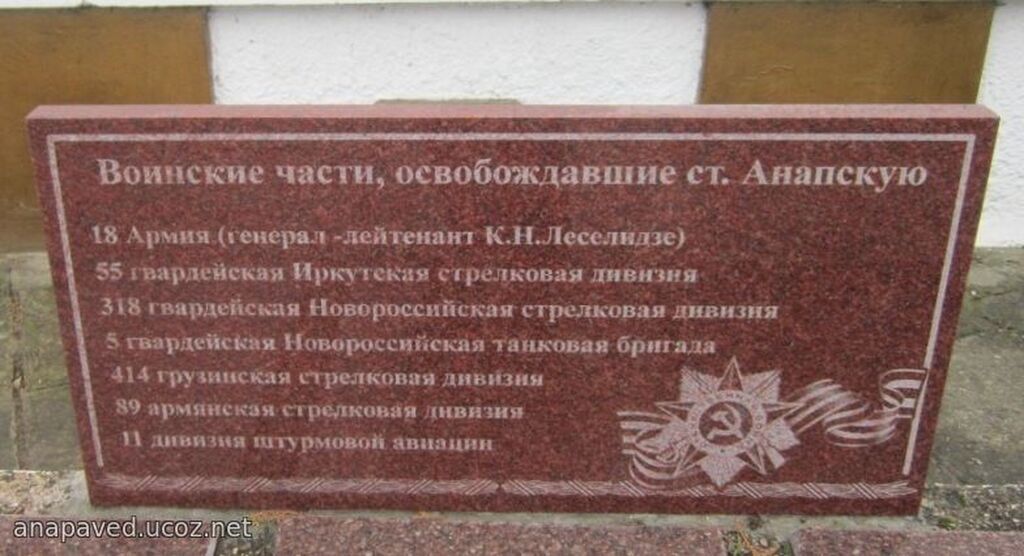 Воинские части, освобождавшие ст. Анапскую
18 Армия (генерал -лейтенант К.Н.Леселидзе)
55 гвардейская Иркутская стрелковая дивизия
318 гвардейская Новороссийская стрелковая дивизия
5 гвардейская Новороссийская танковая бригада
414 грузинская стрелковая дивизия
89 армянская стрелковая дивизия
11 дивизия штурмовой авиации
anapaved.ucoz.net